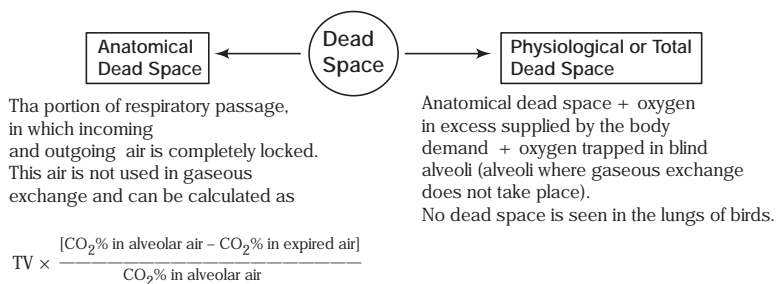 Dead
Space
Anatomical
Dead Space
Tha portion of respiratory passage,
in which incoming
and outgoing air is completely locked.
This air is not used in gaseous
exchange and can be calculated as
TV × [CO₂% in alveolar air – CO₂% in expired air]
CO₂% in alveolar air
Physiological or Total
Dead Space
Anatomical dead space + oxygen
in excess supplied by the body
demand + oxygen trapped in blind
alveoli (alveoli where gaseous exchange
does not take place).
No dead space is seen in the lungs of birds.